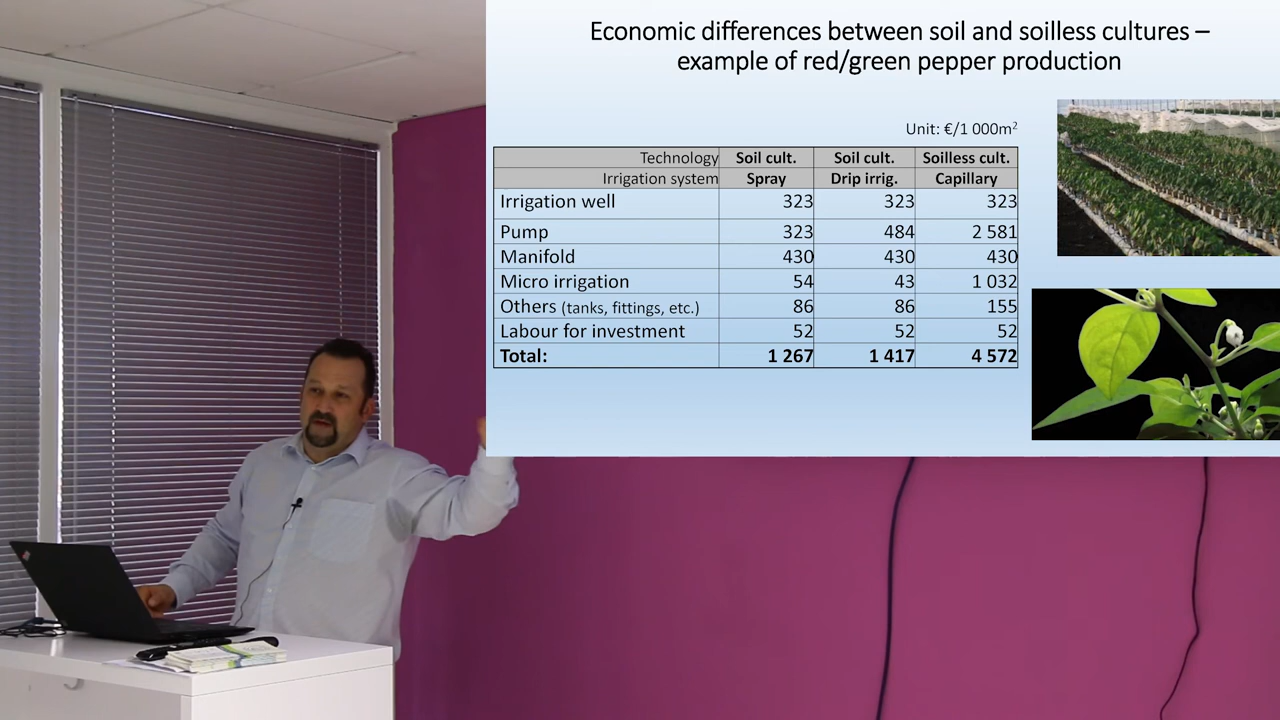 Economic differences between soil and soilless cultures –
example of red/green pepper production
Unit: €/1 000m²
Technology Soil cult. Soil cult. Soilless cult.
Irrigation system Spray Drip irrig. Capillary
Irrigation well 323 323 323
Pump 323 484 2 581
Manifold 430 430 430
Micro irrigation 54 43 1 032
Others (tanks, fittings, etc.) 86 86 155
Labour for investment 52 52 52
Total: 1 267 1 417 4 572